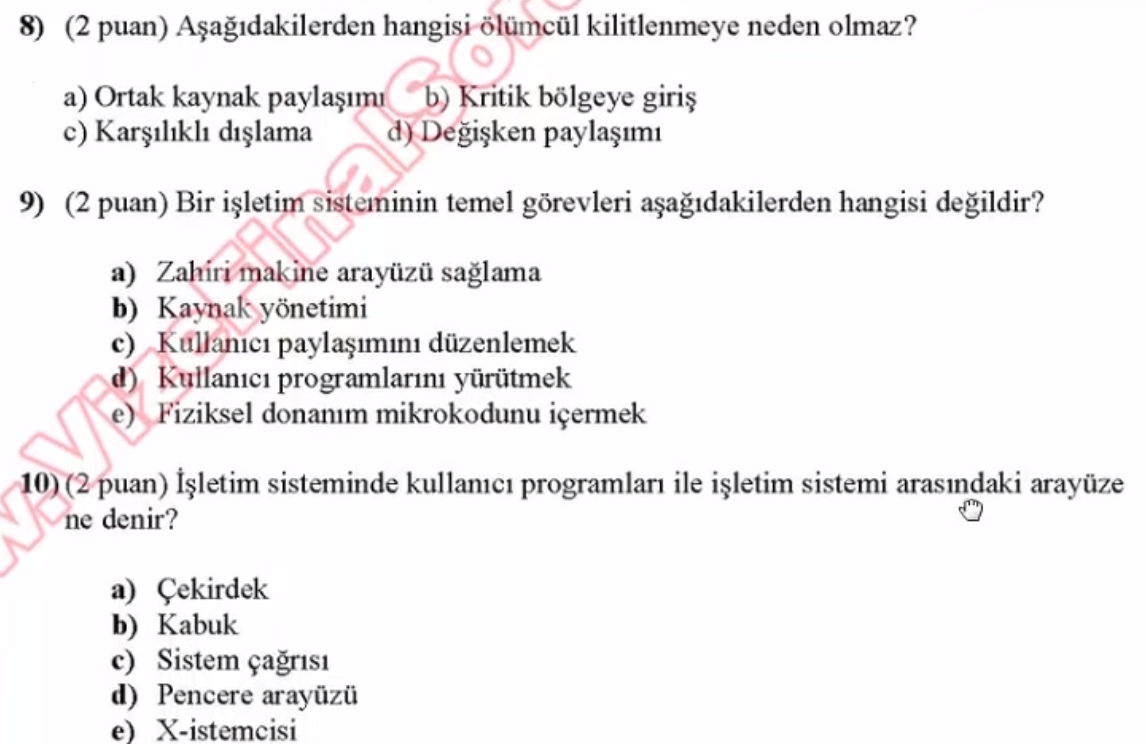 8) (2 puan) Aşağıdakilerden hangisi ölümcül kilitlenmeye neden olmaz?
a) Ortak kaynak paylaşımı b) Kritik bölgeye giriş
c) Karşılıklı dışlama d) Değişken paylaşımı
9) (2 puan) Bir işletim sisteminin temel görevleri aşağıdakilerden hangisi değildir?
a) Zahiri makine arayüzü sağlama
b) Kaynak yönetimi
c) Kullanıcı paylaşımını düzenlemek
d) Kullanıcı programlarını yürütmek
e) Fiziksel donanım mikrokodunu içermek
10) (2 puan) İşletim sisteminde kullanıcı programları ile işletim sistemi arasındaki arayüze
ne denir?
a) Çekirdek
b) Kabuk
c) Sistem çağrısı
d) Pencere arayüzü
e) X-istemcisi